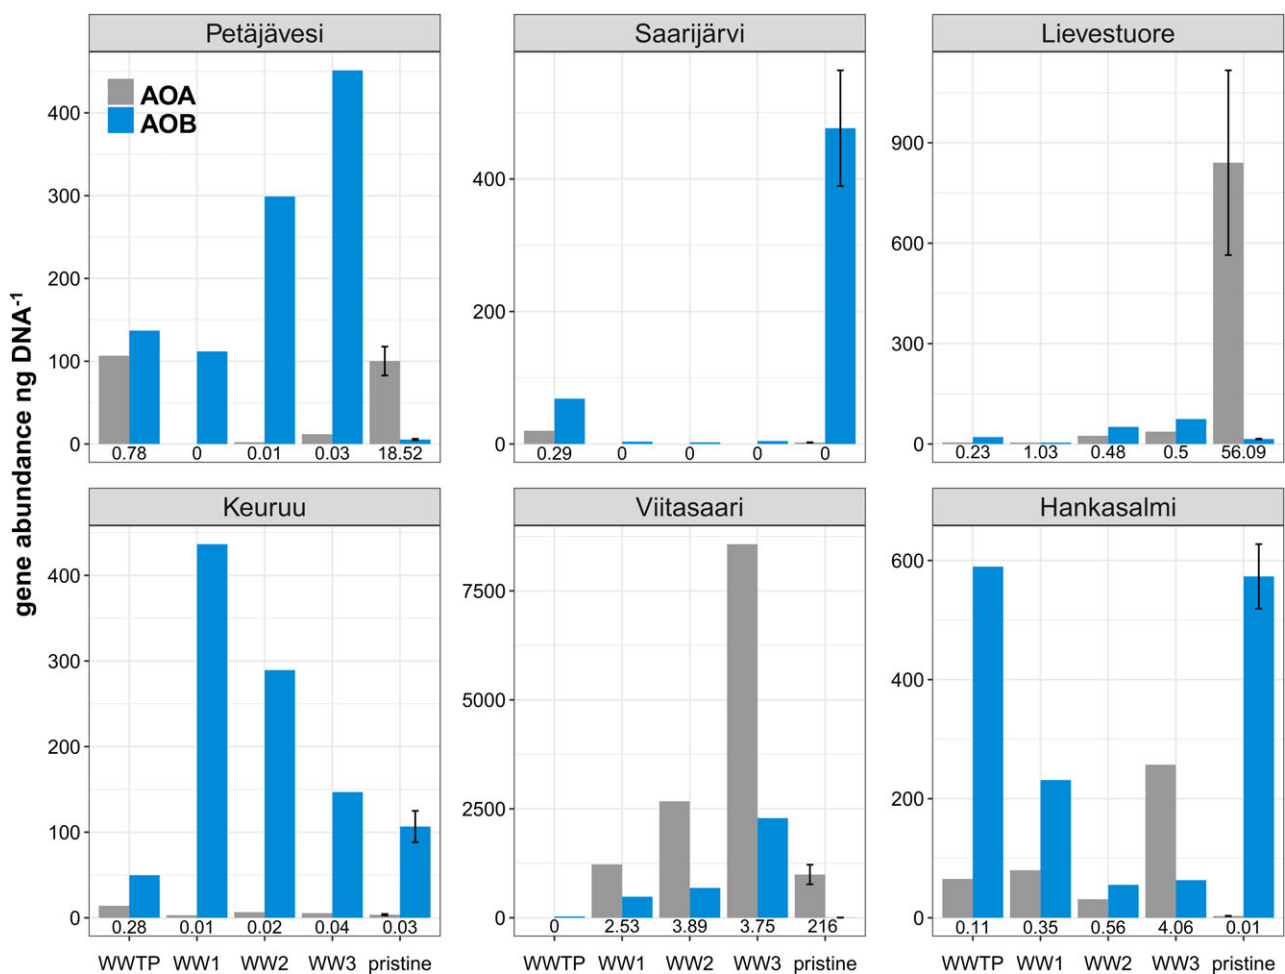 Petäjävesi Saarijärvi Lievestuore
AOA
AOB
400
300
200
100
0
0.78 0 0.01 0.03 18.52
400
200
0
0.29 0 0 0 0
900
600
300
0
0.23 1.03 0.48 0.5 56.09
gene abundance ng DNA-1
Keuruu Viitasaari Hankasalmi
400
300
200
100
0
0.28 0.01 0.02 0.04 0.03
7500
5000
2500
0
0 2.53 3.89 3.75 216
600
400
200
0
0.11 0.35 0.56 4.06 0.01
WWTP WW1 WW2 WW3 pristine
WWTP WW1 WW2 WW3 pristine
WWTP WW1 WW2 WW3 pristine